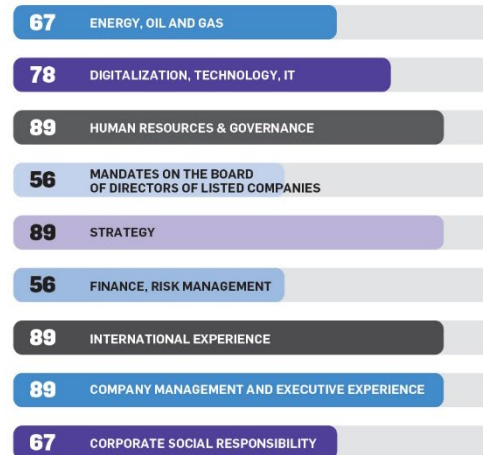 67 ENERGY, OIL AND GAS
78 DIGITALIZATION, TECHNOLOGY, IT
89 HUMAN RESOURCES & GOVERNANCE
56 MANDATES ON THE BOARD
OF DIRECTORS OF LISTED COMPANIES
89 STRATEGY
56 FINANCE, RISK MANAGEMENT
89 INTERNATIONAL EXPERIENCE
89 COMPANY MANAGEMENT AND EXECUTIVE EXPERIENCE
67 CORPORATE SOCIAL RESPONSIBILITY